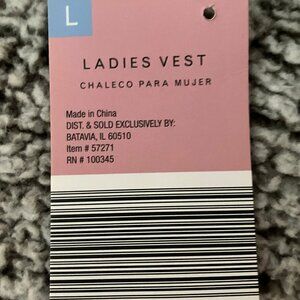 L
LADIES VEST
CHALECO PARA MUJER
Made in China
DIST. & SOLD EXCLUSIVELY BY:
BATAVIA, IL 60510
Item # 57271
RN # 100345